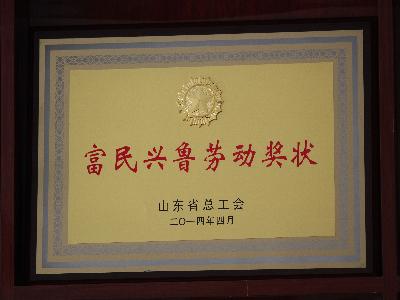 富民兴鲁劳动奖状
山东省总工会
二〇一四年四月